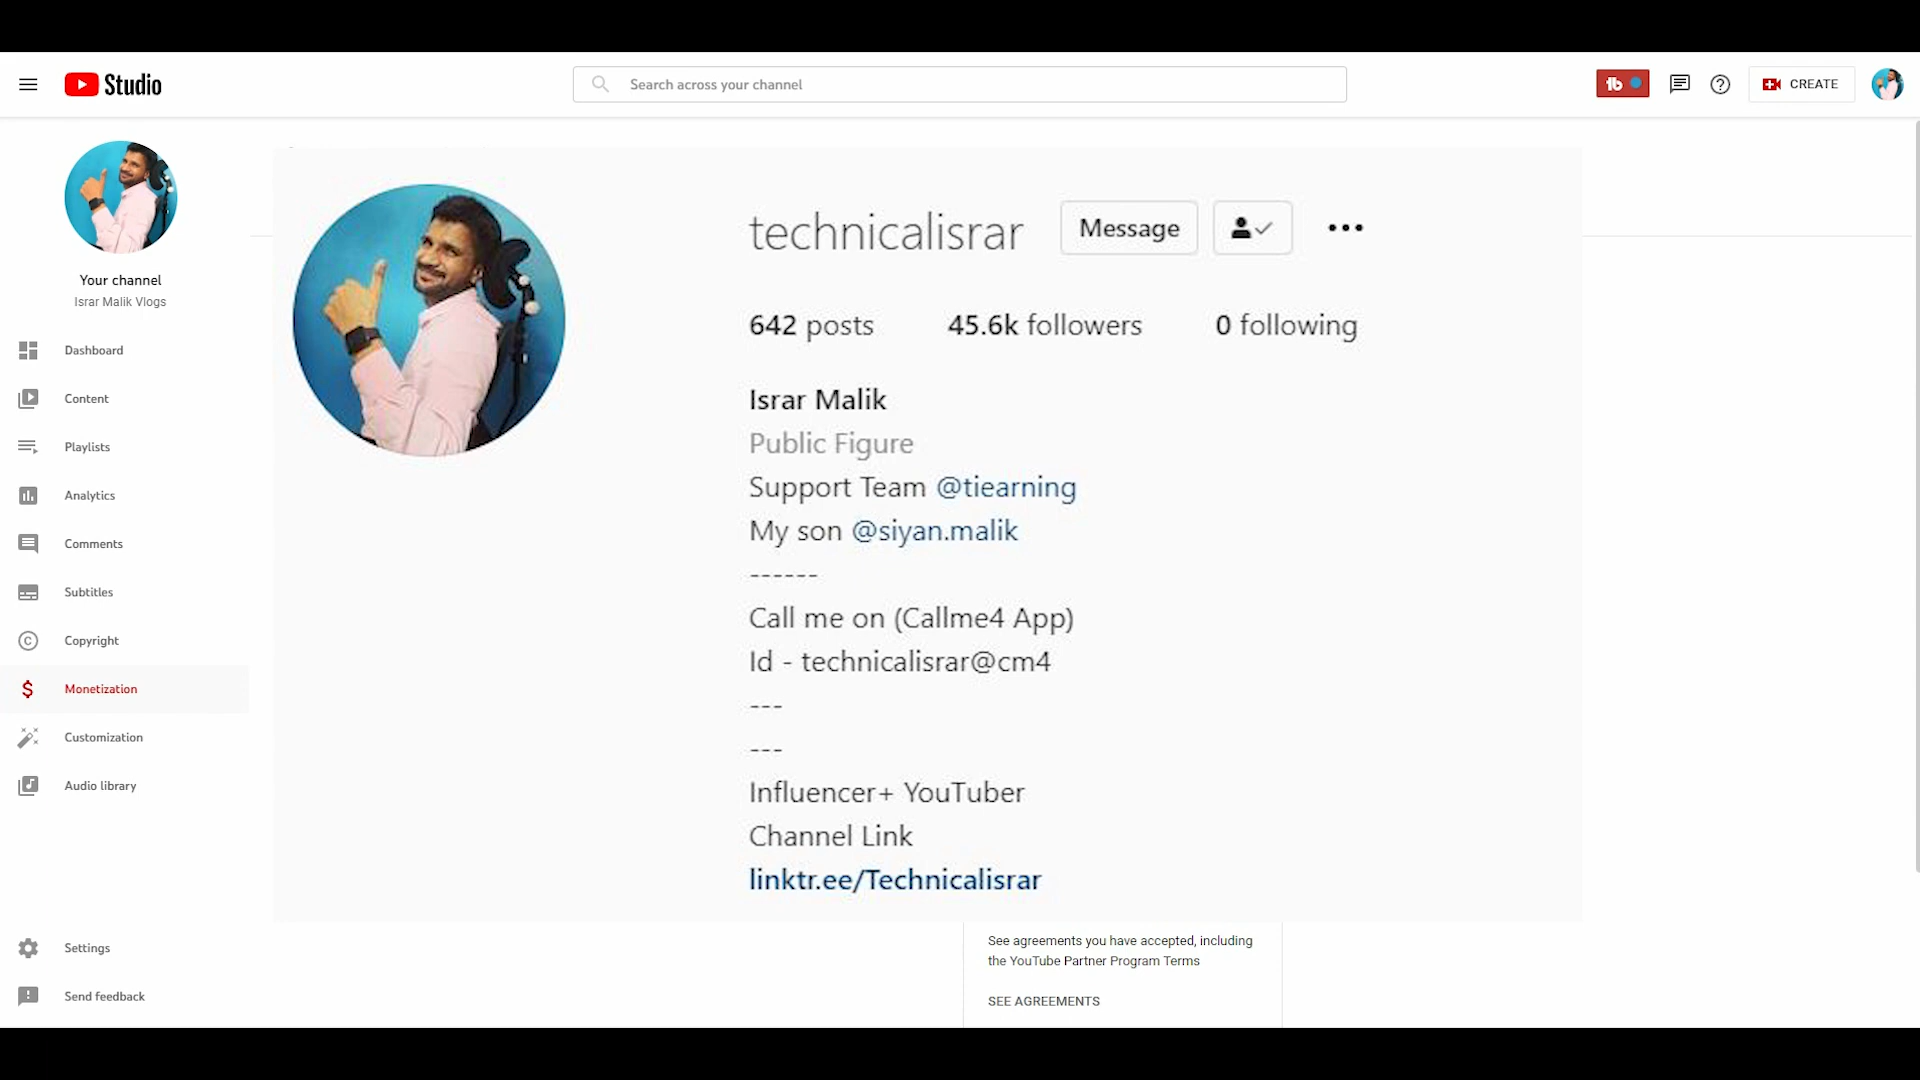 Studio
Search across your channel
CREATE
Your channel
Israr Malik Vlogs
Dashboard
Content
Playlists
Analytics
Comments
Subtitles
Copyright
Monetization
Customization
Audio library
Settings
Send feedback
technicalisrar
Message
642 posts 45.6k followers 0 following
Israr Malik
Public Figure
Support Team @tiearning
My son @siyan.malik
------
Call me on (Callme4 App)
Id - technicalisrar@cm4
---
---
Influencer+ YouTuber
Channel Link
linktr.ee/Technicalisrar
See agreements you have accepted, including
the YouTube Partner Program Terms
SEE AGREEMENTS